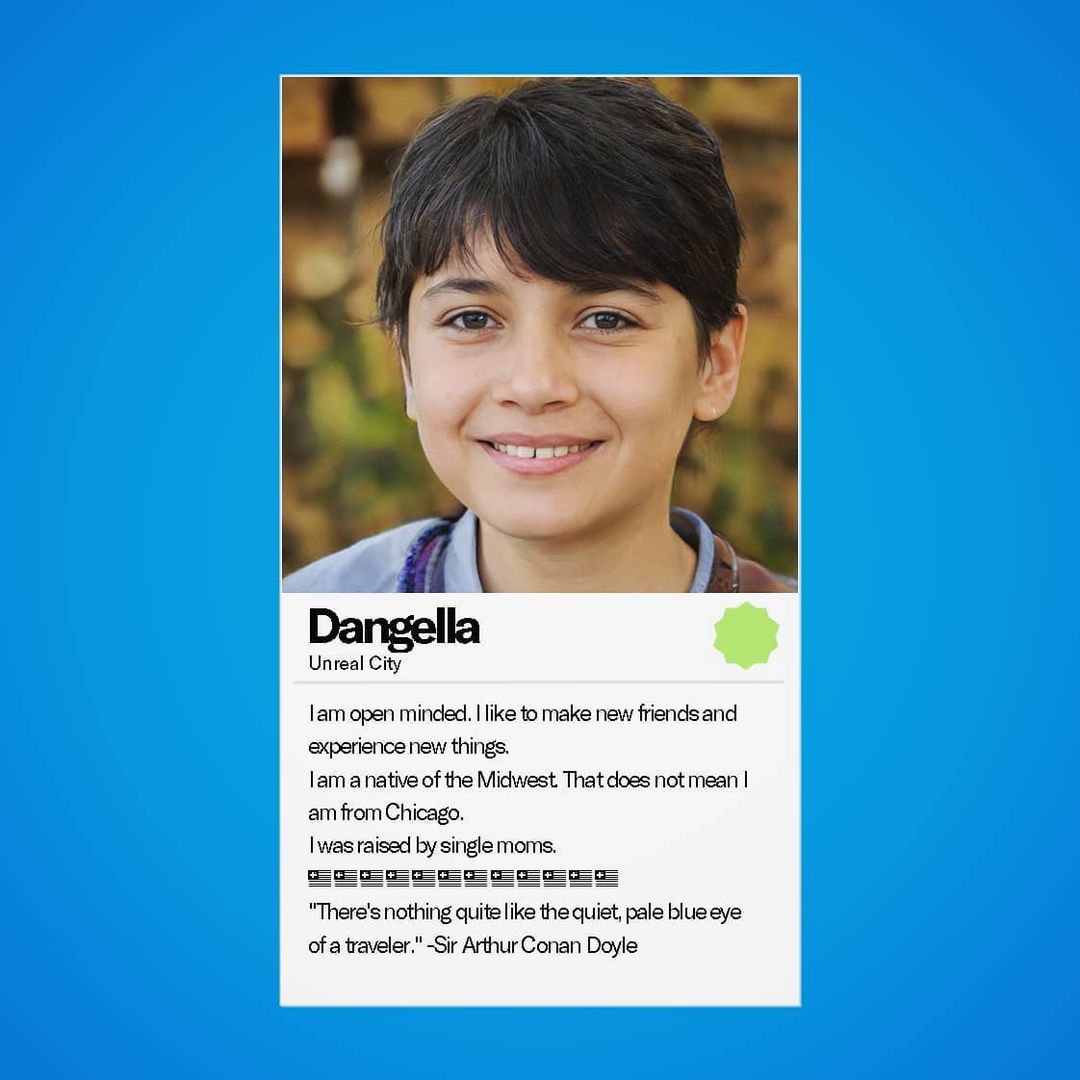 Dangella
Unreal City
I am open minded. I like to make new friends and
experience new things.
I am a native of the Midwest. That does not mean I
am from Chicago.
I was raised by single moms.
"There's nothing quite like the quiet, pale blue eye
of a traveler." -Sir Arthur Conan Doyle